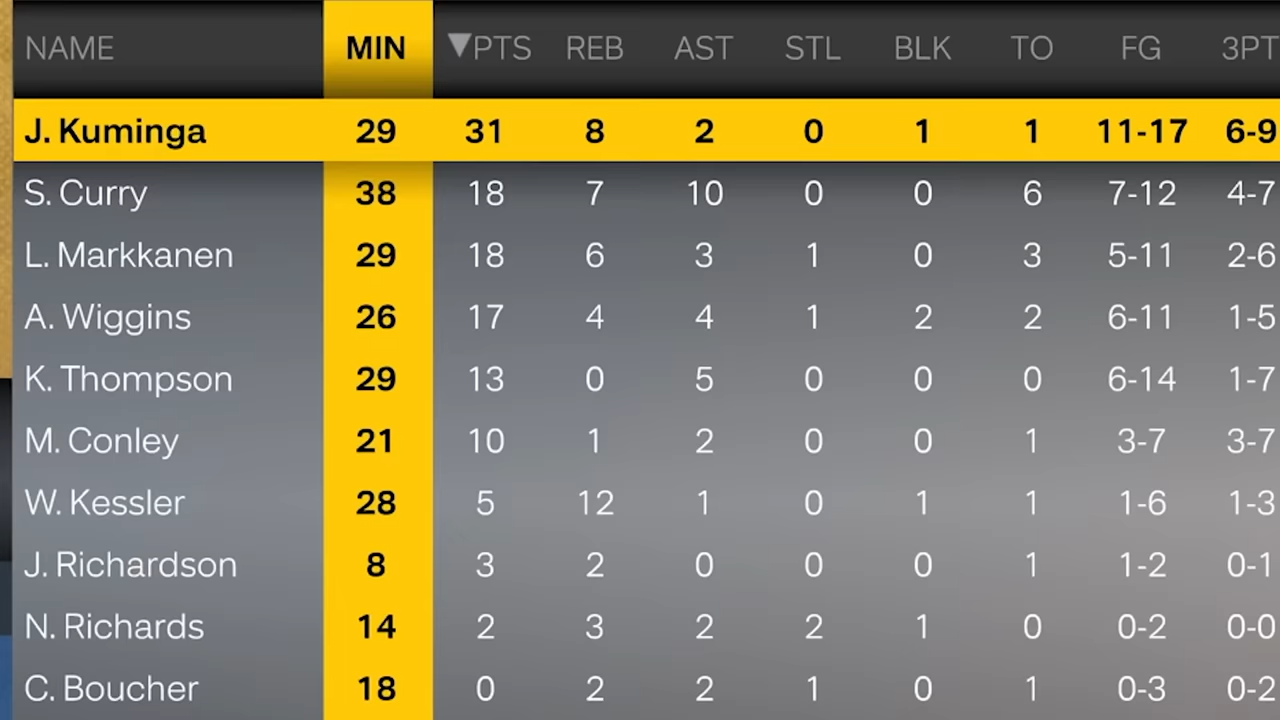 NAME MIN ▼PTS REB AST STL BLK TO FG 3PT
J. Kuminga 29 31 8 2 0 1 1 11-17 6-9
S. Curry 38 18 7 10 0 0 6 7-12 4-7
L. Markkanen 29 18 6 3 1 0 3 5-11 2-6
A. Wiggins 26 17 4 4 1 2 2 6-11 1-5
K. Thompson 29 13 0 5 0 0 0 6-14 1-7
M. Conley 21 10 1 2 0 0 1 3-7 3-7
W. Kessler 28 5 12 1 0 1 1 1-6 1-3
J. Richardson 8 3 2 0 0 0 1 1-2 0-1
N. Richards 14 2 3 2 2 1 0 0-2 0-0
C. Boucher 18 0 2 2 1 0 1 0-3 0-2